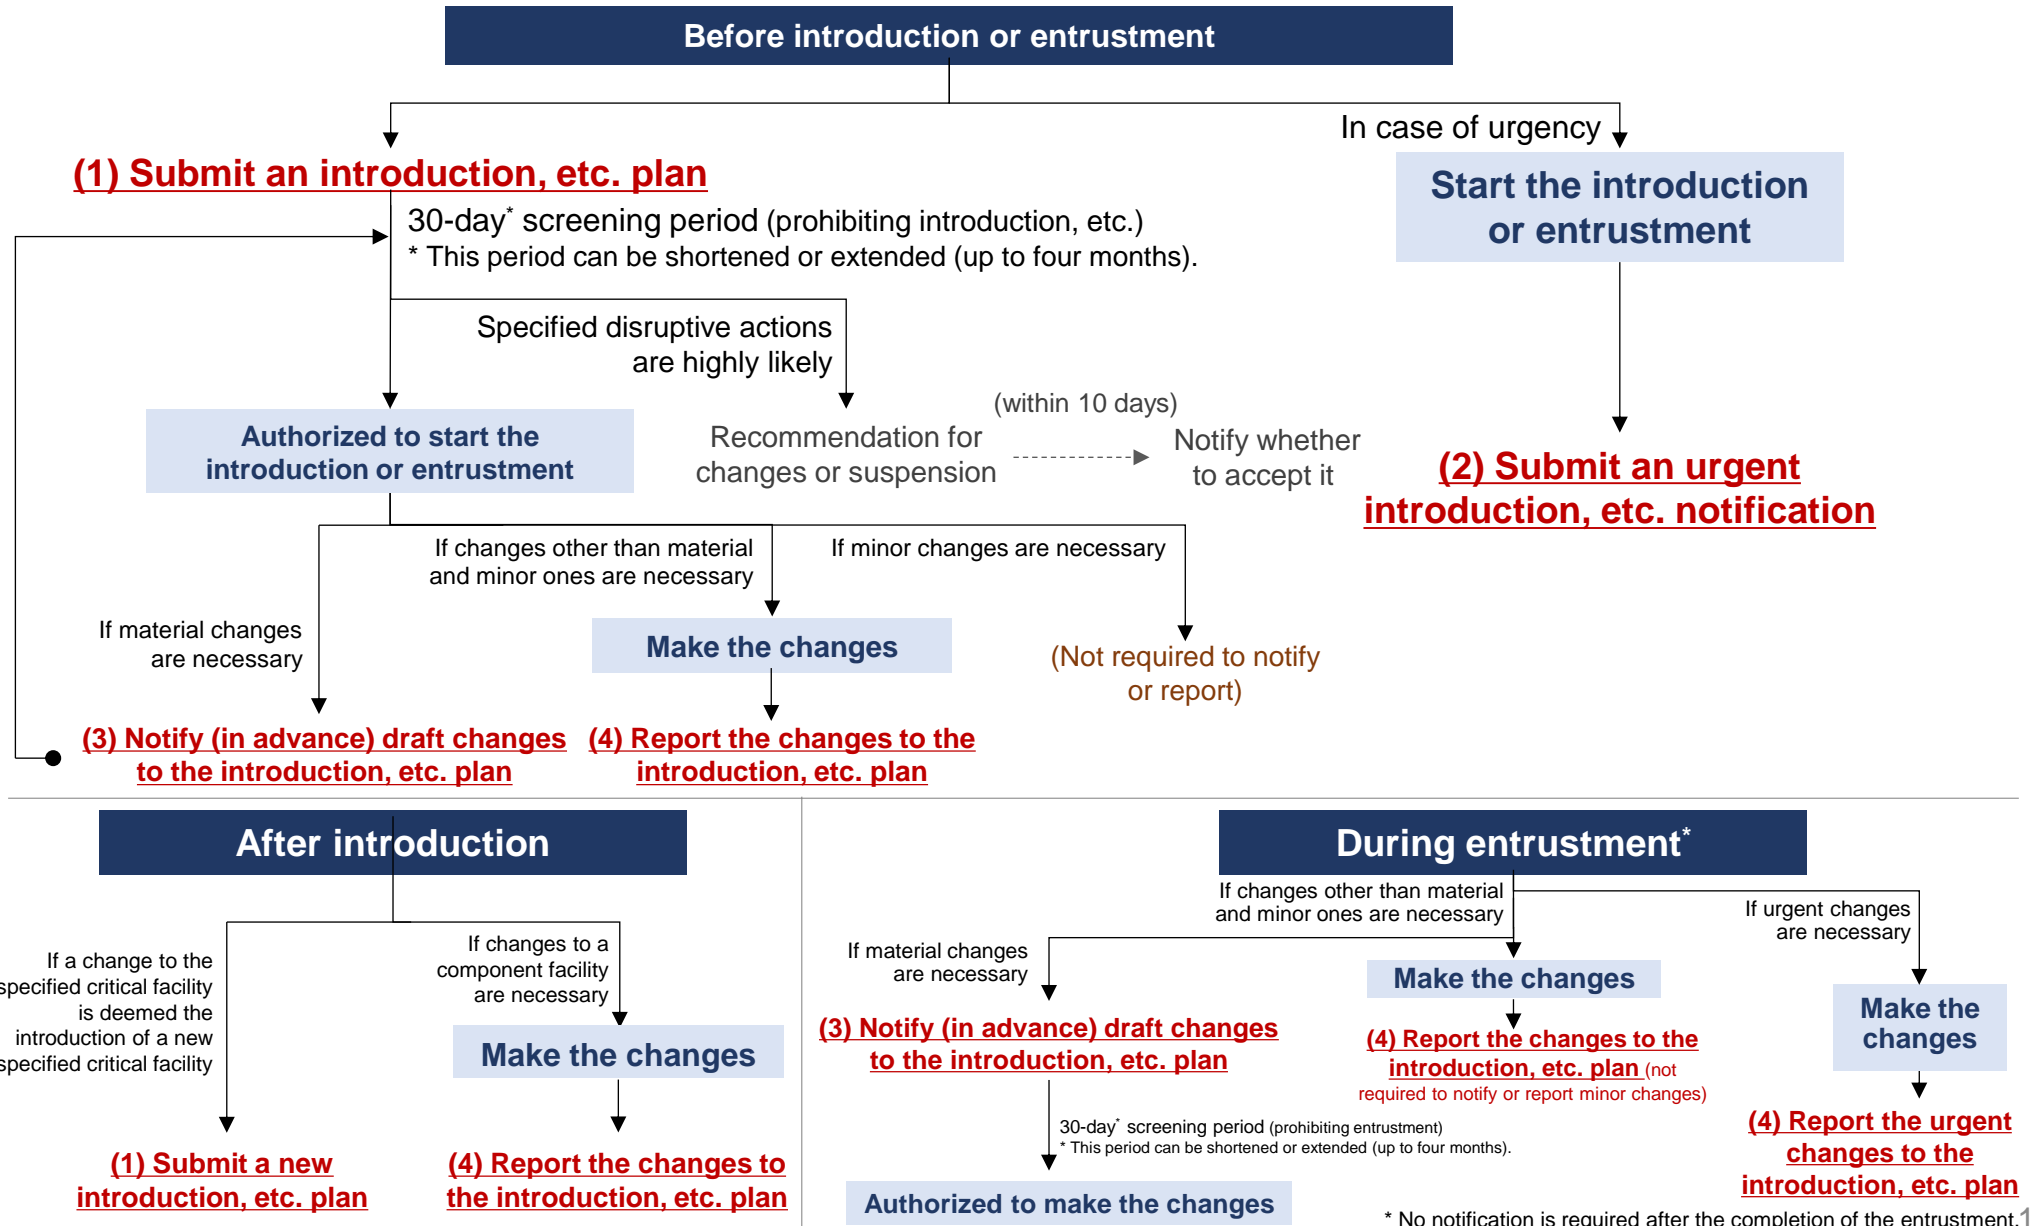 Before introduction or entrustment
In case of urgency
(1) Submit an introduction, etc. plan
Start the introduction
or entrustment
30-day* screening period (prohibiting introduction, etc.)
* This period can be shortened or extended (up to four months).
Specified disruptive actions
are highly likely
Authorized to start the
introduction or entrustment
Recommendation for
changes or suspension
(within 10 days)
Notify whether
to accept it
(2) Submit an urgent
introduction, etc. notification
If material changes
are necessary
If changes other than material
and minor ones are necessary
If minor changes are necessary
Make the changes
(Not required to notify
or report)
(3) Notify (in advance) draft changes
to the introduction, etc. plan
(4) Report the changes to the
introduction, etc. plan
After introduction
If a change to the
specified critical facility
is deemed the
introduction of a new
specified critical facility
If changes to a
component facility
are necessary
Make the changes
(1) Submit a new
introduction, etc. plan
(4) Report the changes to
the introduction, etc. plan
During entrustment*
If changes other than material
and minor ones are necessary
If urgent changes
are necessary
If material changes
are necessary
Make the changes
Make the
changes
(3) Notify (in advance) draft changes
to the introduction, etc. plan
(4) Report the changes to the
introduction, etc. plan (not
required to notify or report minor changes)
30-day* screening period (prohibiting entrustment)
* This period can be shortened or extended (up to four months).
(4) Report the urgent
changes to the
introduction, etc. plan
Authorized to make the changes
* No notification is required after the completion of the entrustment.
1